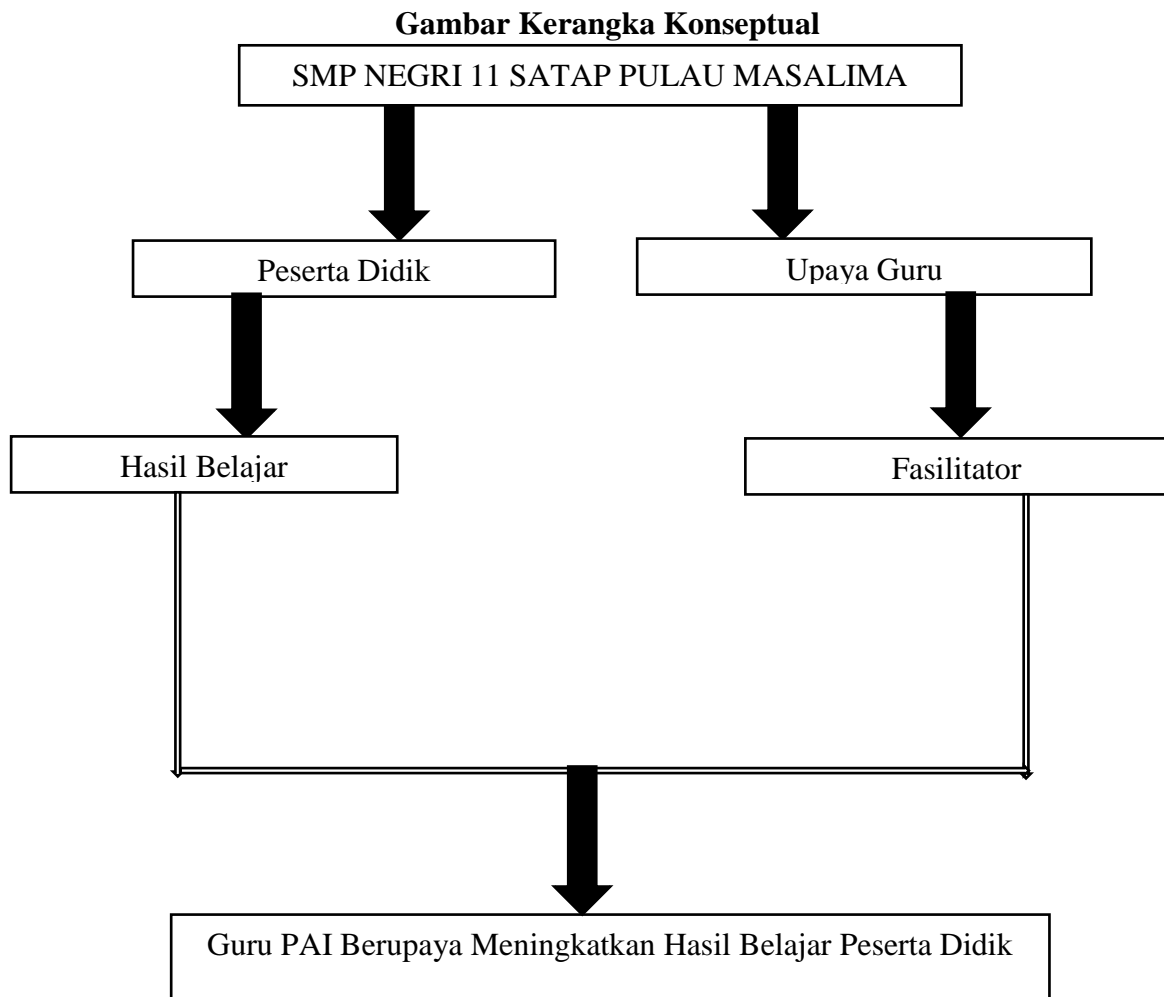 Gambar Kerangka Konseptual
SMP NEGRI 11 SATAP PULAU MASALIMA
Peserta Didik
Upaya Guru
Hasil Belajar
Fasilitator
Guru PAI Berupaya Meningkatkan Hasil Belajar Peserta Didik